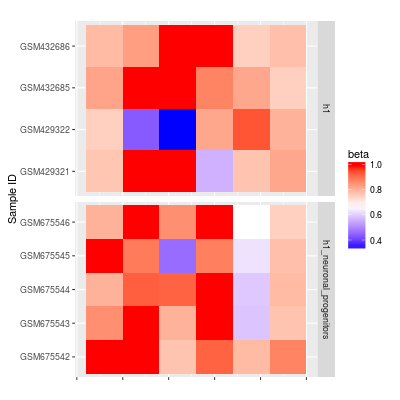 Sample ID
GSM432686
GSM432685
GSM429322
GSM429321
h1
GSM675546
GSM675545
GSM675544
GSM675543
GSM675542
h1_neuronal_progenitors
beta
1.0
0.8
0.6
0.4